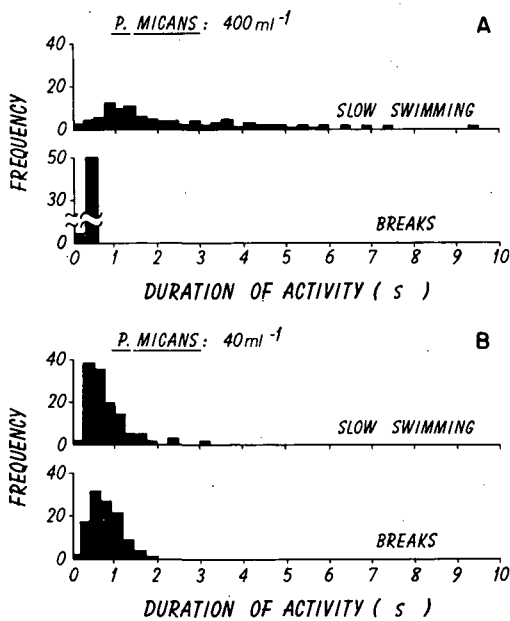 P. MICANS: 400 ml⁻¹
A
40
20
0
SLOW SWIMMING
FREQUENCY
50
30
0
BREAKS
0 1 2 3 4 5 6 7 8 9 10
DURATION OF ACTIVITY ( s )
P. MICANS: 40 ml⁻¹
B
40
20
0
SLOW SWIMMING
FREQUENCY
40
20
0
BREAKS
0 1 2 3 4 5 6 7 8 9 10
DURATION OF ACTIVITY ( s )